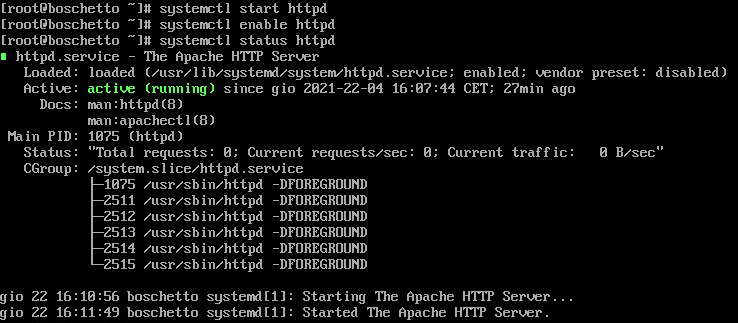 [root@boschetto ~]# systemctl start httpd
[root@boschetto ~]# systemctl enable httpd
[root@boschetto ~]# systemctl status httpd
httpd.service - The Apache HTTP Server
Loaded: loaded (/usr/lib/systemd/system/httpd.service; enabled; vendor preset: disabled)
Active: active (running) since gio 2021-22-04 16:07:44 CET; 27min ago
Docs: man:httpd(8)
man:apachectl(8)
Main PID: 1075 (httpd)
Status: "Total requests: 0; Current requests/sec: 0; Current traffic:   0 B/sec"
CGroup: /system.slice/httpd.service
├─1075 /usr/sbin/httpd -DFOREGROUND
├─2511 /usr/sbin/httpd -DFOREGROUND
├─2512 /usr/sbin/httpd -DFOREGROUND
├─2513 /usr/sbin/httpd -DFOREGROUND
├─2514 /usr/sbin/httpd -DFOREGROUND
└─2515 /usr/sbin/httpd -DFOREGROUND
gio 22 16:10:56 boschetto systemd[1]: Starting The Apache HTTP Server...
gio 22 16:11:49 boschetto systemd[1]: Started The Apache HTTP Server.